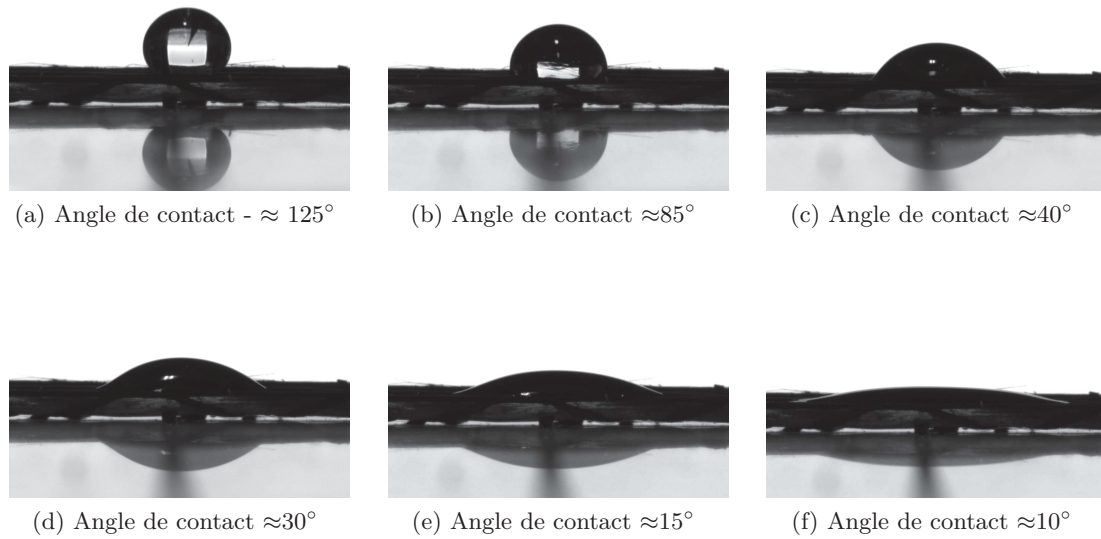 (a) Angle de contact - ≈ 125°
(b) Angle de contact ≈85°
(c) Angle de contact ≈40°
(d) Angle de contact ≈30°
(e) Angle de contact ≈15°
(f) Angle de contact ≈10°